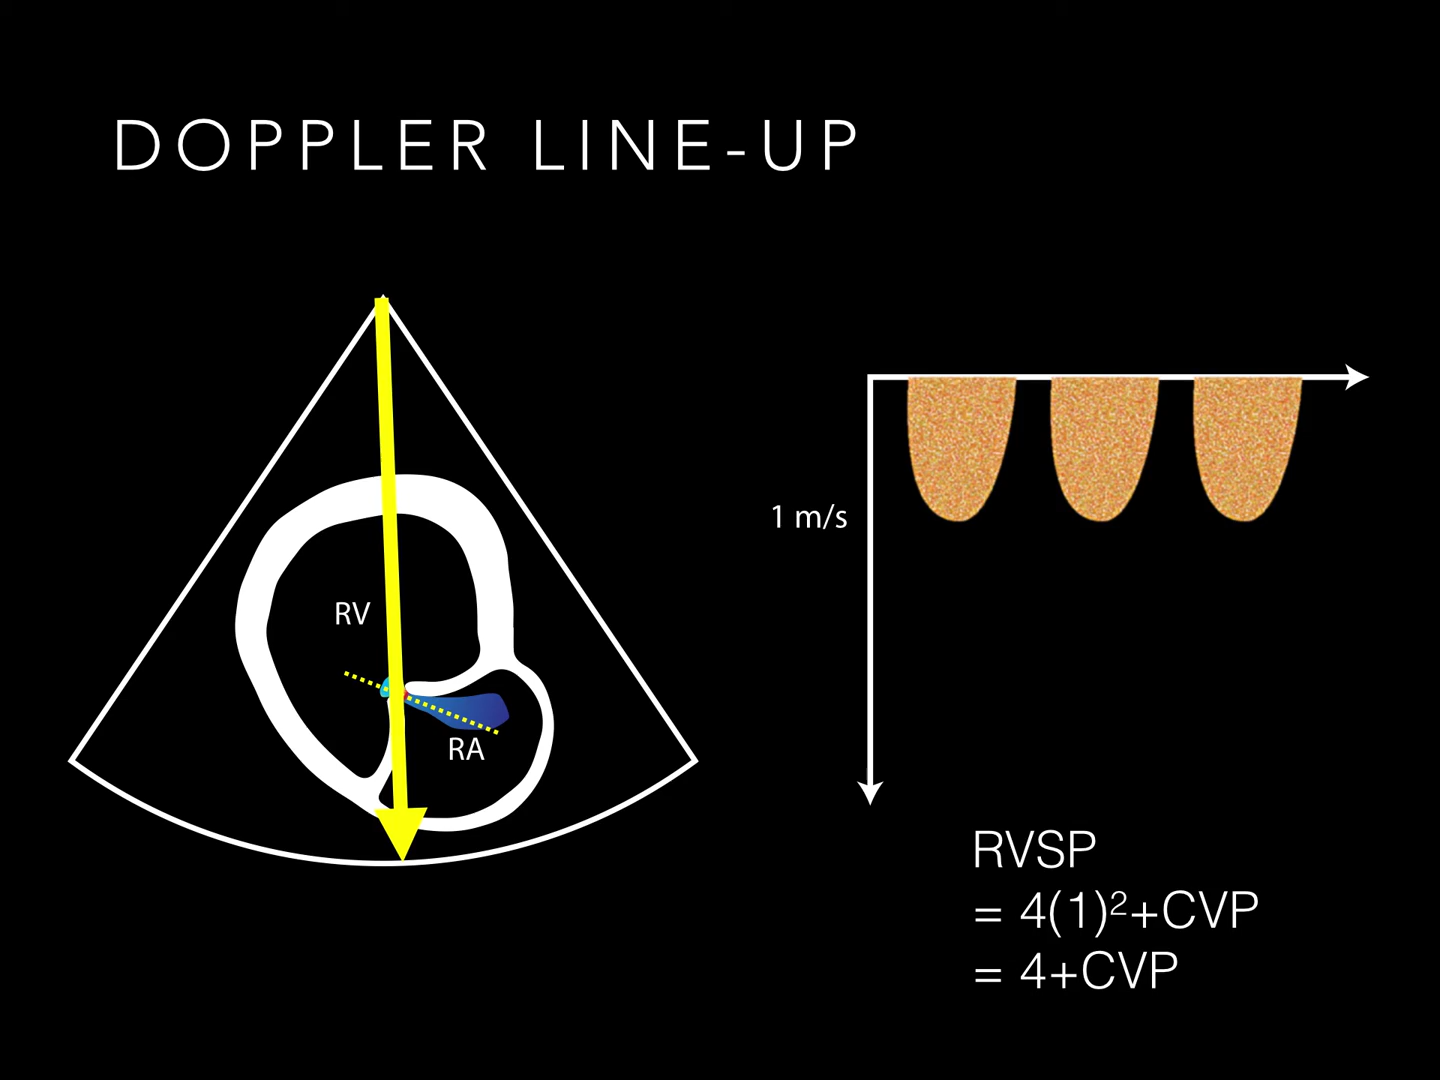 DOPPLER LINE-UP
RV
RA
1 m/s
RVSP
= 4(1)²+CVP
= 4+CVP